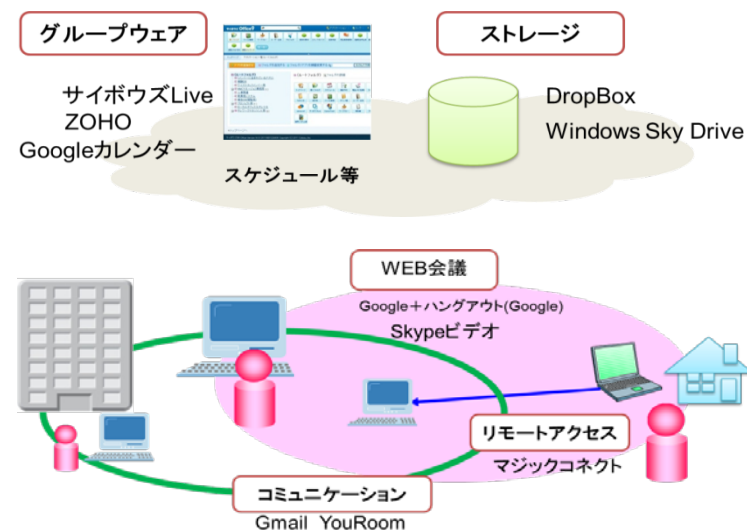 グループウェア
ストレージ
サイボウズLive
ZOHO
Googleカレンダー
スケジュール等
DropBox
Windows Sky Drive
WEB会議
Google＋ハングアウト(Google)
Skypeビデオ
リモートアクセス
マジックコネクト
コミュニケーション
Gmail YouRoom